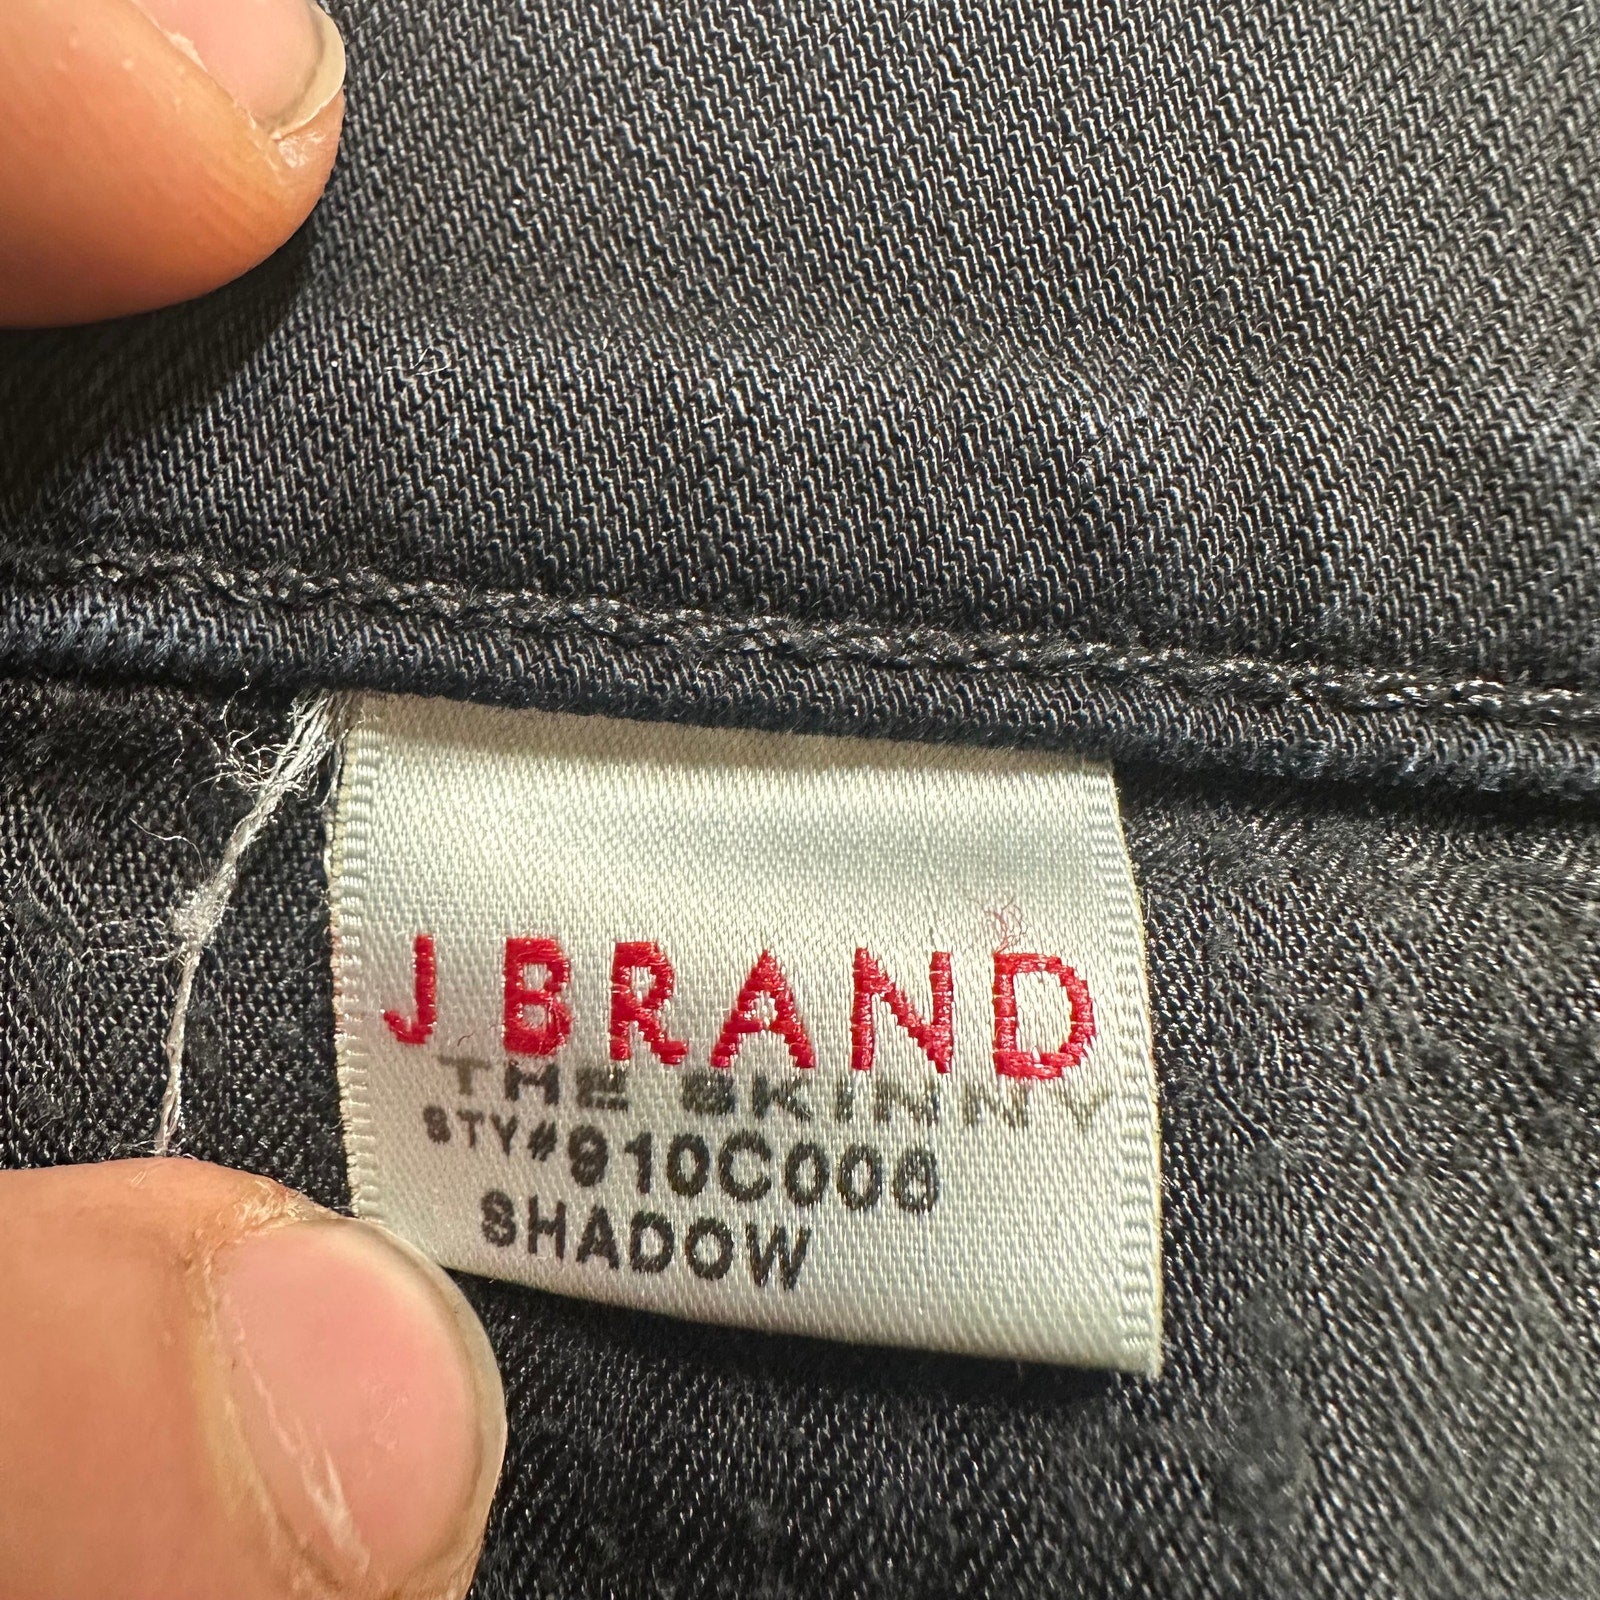 J BRAND
THE SKINNY
STY#910C006
SHADOW